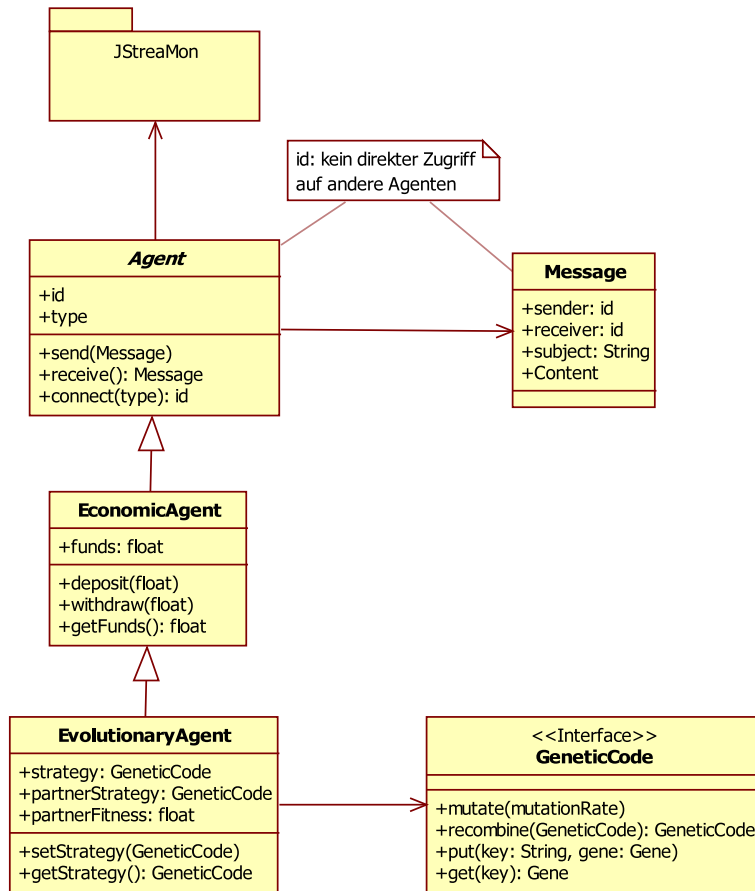 JStreaMon
id: kein direkter Zugriff
auf andere Agenten
Agent
+id
+type
+send(Message)
+receive(): Message
+connect(type): id
Message
+sender: id
+receiver: id
+subject: String
+Content
EconomicAgent
+funds: float
+deposit(float)
+withdraw(float)
+getFunds(): float
EvolutionaryAgent
+strategy: GeneticCode
+partnerStrategy: GeneticCode
+partnerFitness: float
+setStrategy(GeneticCode)
+getStrategy(): GeneticCode
<<Interface>>
GeneticCode
+mutate(mutationRate)
+recombine(GeneticCode): GeneticCode
+put(key: String, gene: Gene)
+get(key): Gene